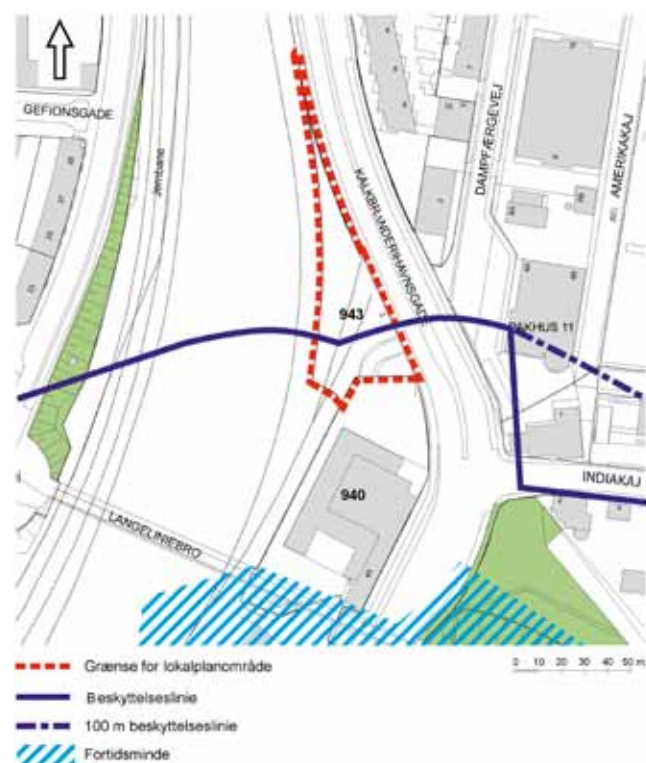 GEFIONSGADE
Jernbane
KALKBRÆNDERIHAVNSGADE
DAMPFÆRGEVEJ
AMERIKAKAJ
943
PAKHUS 11
INDIAKAJ
940
LANGELINIEBRO
Grænse for lokalplanområde
0 10 20 30 40 50 m.
Beskyttelseslinie
100 m beskyttelseslinie
Fortidsminde